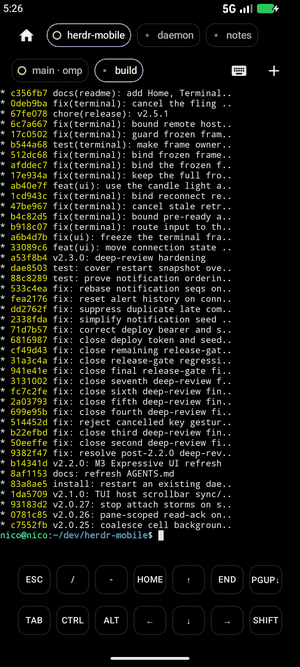 5:26 5G
herdr-mobile daemon notes
main · omp build
* c356fb7 docs(readme): add Home, Terminal..
* 0deb9ba fix(terminal): cancel the fling ..
* 67fe078 chore(release): v2.5.1
* 6c7a667 fix(terminal): bound remote host..
* 17c0502 fix(terminal): guard frozen fram..
* b544a68 test(terminal): make frame owner..
* 512dc68 fix(terminal): bind frozen frame..
* afddec7 fix(terminal): bind the frozen f..
* 17e934a fix(terminal): keep the full fro..
* ab40e7f feat(ui): use the candle light a..
* 1cd943c fix(terminal): bind reconnect re..
* 47be967 fix(terminal): cancel stale retr..
* b4c82d5 fix(terminal): bound pre-ready a..
* b918c07 fix(terminal): route input to th..
* a6b4d7b fix(ui): freeze the terminal fra..
* 33089c6 feat(ui): move connection state ..
* a53f8b4 v2.3.0: deep-review hardening
* dae8503 test: cover restart snapshot ove..
* 88c8289 test: prove notification orderin..
* 533c4ea fix: rebase notification seqs on..
* fea2176 fix: reset alert history on conn..
* dd2762f fix: suppress duplicate late com..
* 2338fda fix: simplify notification seed ..
* 71d7b57 fix: correct deploy bearer and s..
* 6816987 fix: close deploy token and seed..
* cf49d43 fix: close remaining release-gat..
* 31a3c4a fix: close release-gate regressi..
* 941e41e fix: close final release-gate fi..
* 3131002 fix: close seventh deep-review f..
* fc7c2fe fix: close sixth deep-review fin..
* 2a03793 fix: close fifth deep-review fin..
* 699e95b fix: close fourth deep-review fi..
* 514452d fix: reject cancelled key gestur..
* b22efbd fix: close third deep-review fin..
* 50eeffe fix: close second deep-review fi..
* 9382f47 fix: resolve post-2.2.0 deep-rev..
* b14341d v2.2.0: M3 Expressive UI refresh
* 8af1153 docs: refresh AGENTS.md
* 83a8ae5 install: restart an existing dae..
* 1da5709 v2.1.0: TUI host scrollbar sync/..
* 93183d2 v2.0.27: stop attach storms on s..
* 0781c85 v2.0.26: pane-scoped read-ack on..
* c7552fb v2.0.25: coalesce cell backgroun..
nico@nico:~/dev/herdr-mobile$
ESC / - HOME ↑ END PGUP↓
TAB CTRL ALT ← ↓ → SHIFT